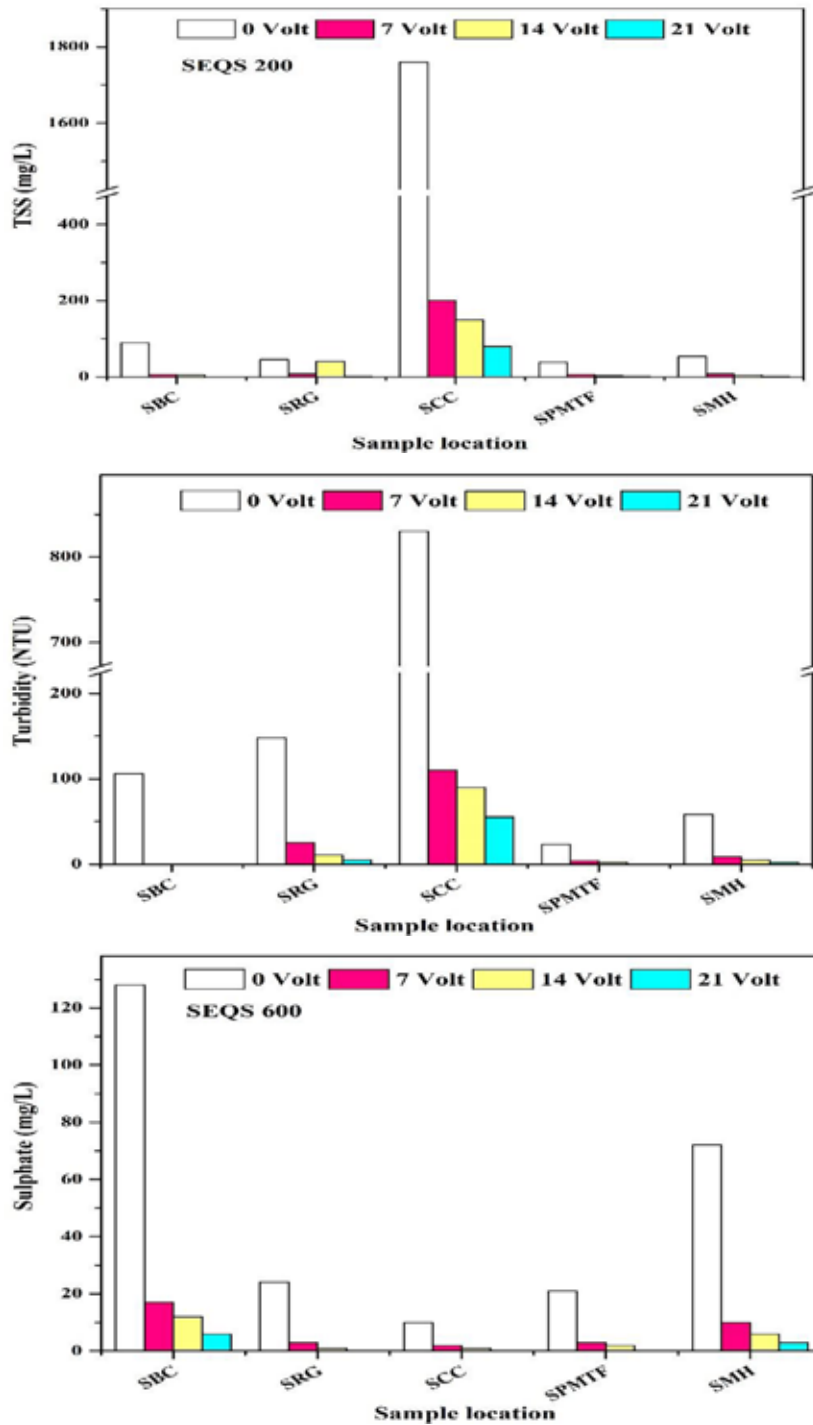 0 Volt 7 Volt 14 Volt 21 Volt
SEQS 200
1800
1600
400
200
0
TSS (mg/L)
SBC SRG SCC SPMTF SMH
Sample location
0 Volt 7 Volt 14 Volt 21 Volt
800
700
200
100
0
Turbidity (NTU)
SBC SRG SCC SPMTF SMH
Sample location
0 Volt 7 Volt 14 Volt 21 Volt
SEQS 600
120
100
80
60
40
20
0
Sulphate (mg/L)
SBC SRG SCC SPMTF SMH
Sample location